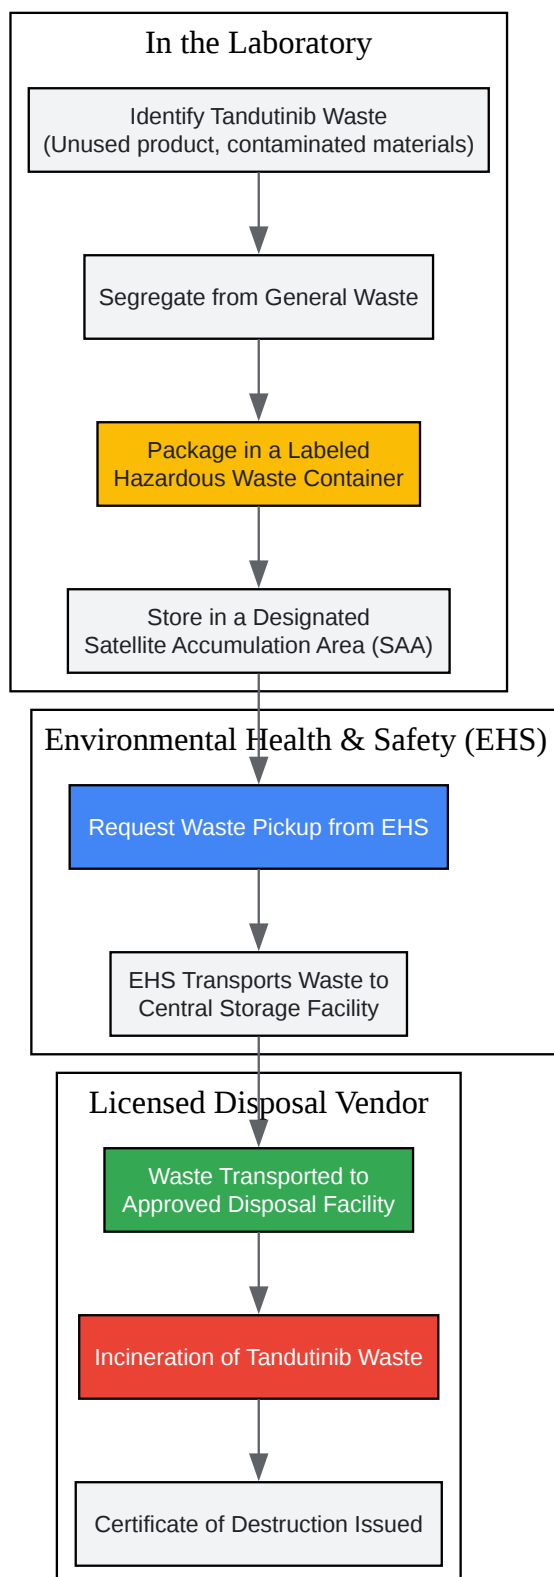 In the Laboratory
Identify Tandutinib Waste
(Unused product, contaminated materials)
Segregate from General Waste
Package in a Labeled
Hazardous Waste Container
Store in a Designated
Satellite Accumulation Area (SAA)
Environmental Health & Safety (EHS)
Request Waste Pickup from EHS
EHS Transports Waste to
Central Storage Facility
Licensed Disposal Vendor
Waste Transported to
Approved Disposal Facility
Incineration of Tandutinib Waste
Certificate of Destruction Issued